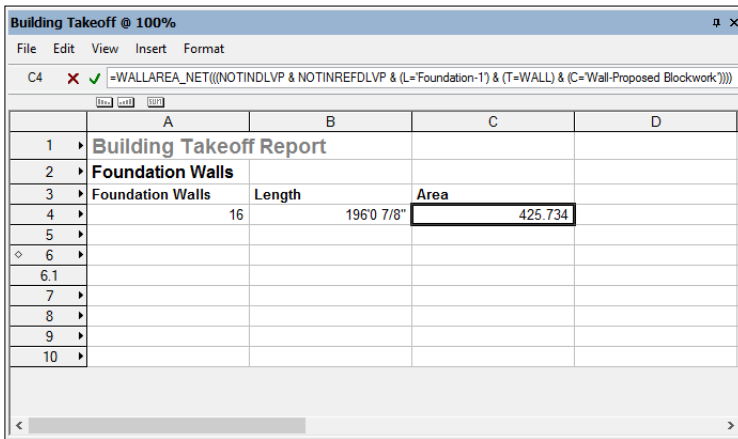 Building Takeoff @ 100%
File Edit View Insert Format
C4 =WALLAREA_NET(((NOTINDLVP & NOTINREFDLVP & (L='Foundation-1') & (T=WALL) & (C='Wall-Proposed Blockwork'))))
SUM
A B C D
1 Building Takeoff Report
2 Foundation Walls
3 Foundation Walls Length Area
4 16 196'0 7/8" 425.734
5
6
6.1
7
8
9
10